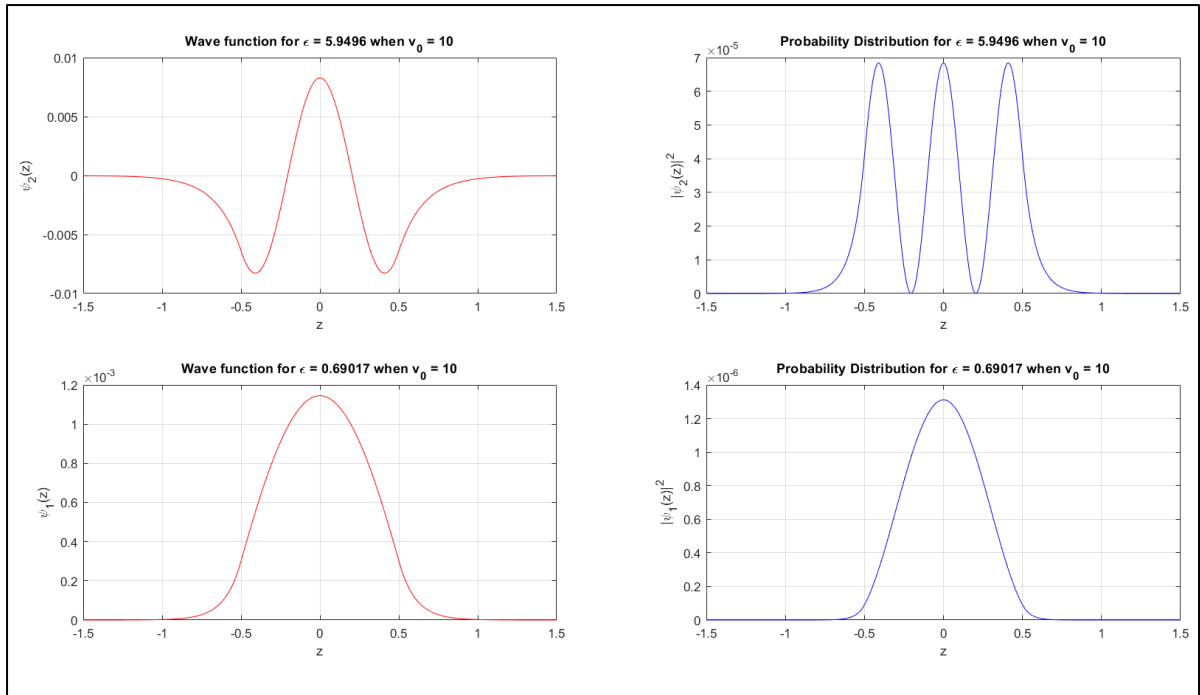 Wave function for ϵ = 5.9496 when v₀ = 10
0.01
0.005
0
-0.005
-0.01
ψ₂(z)
-1.5 -1 -0.5 0 0.5 1 1.5
z
Probability Distribution for ϵ = 5.9496 when v₀ = 10
×10⁻⁵
7
6
5
4
3
2
1
0
|ψ₂(z)|²
-1.5 -1 -0.5 0 0.5 1 1.5
z
Wave function for ϵ = 0.69017 when v₀ = 10
×10⁻³
1.2
1
0.8
0.6
0.4
0.2
0
ψ₁(z)
-1.5 -1 -0.5 0 0.5 1 1.5
z
Probability Distribution for ϵ = 0.69017 when v₀ = 10
×10⁻⁶
1.4
1.2
1
0.8
0.6
0.4
0.2
0
|ψ₁(z)|²
-1.5 -1 -0.5 0 0.5 1 1.5
z